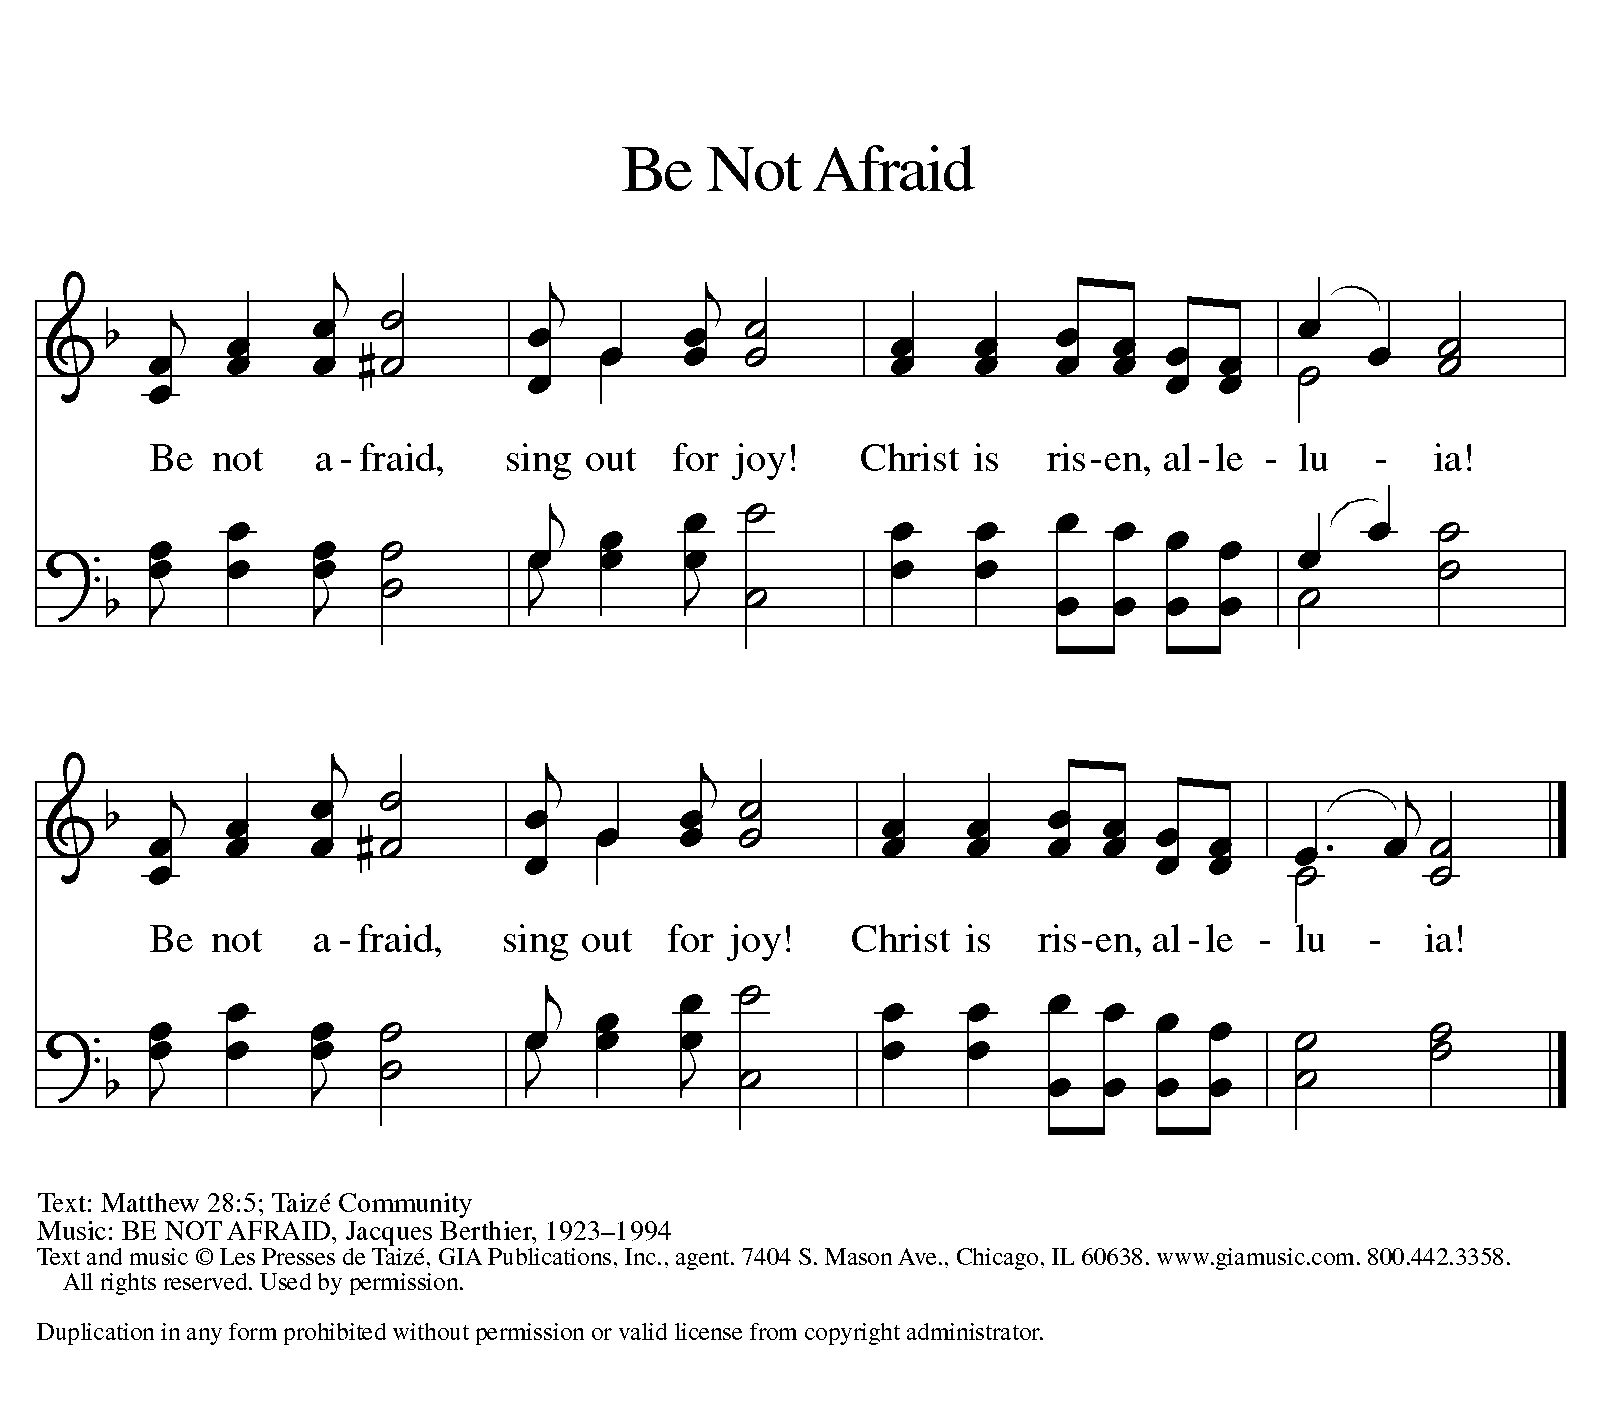 Be Not Afraid
Be not a - fraid, sing out for joy! Christ is ris - en, al - le - lu - ia!
Be not a - fraid, sing out for joy! Christ is ris - en, al - le - lu - ia!
Text: Matthew 28:5; Taizé Community
Music: BE NOT AFRAID, Jacques Berthier, 1923–1994
Text and music © Les Presses de Taizé, GIA Publications, Inc., agent. 7404 S. Mason Ave., Chicago, IL 60638. www.giamusic.com. 800.442.3358.
All rights reserved. Used by permission.
Duplication in any form prohibited without permission or valid license from copyright administrator.